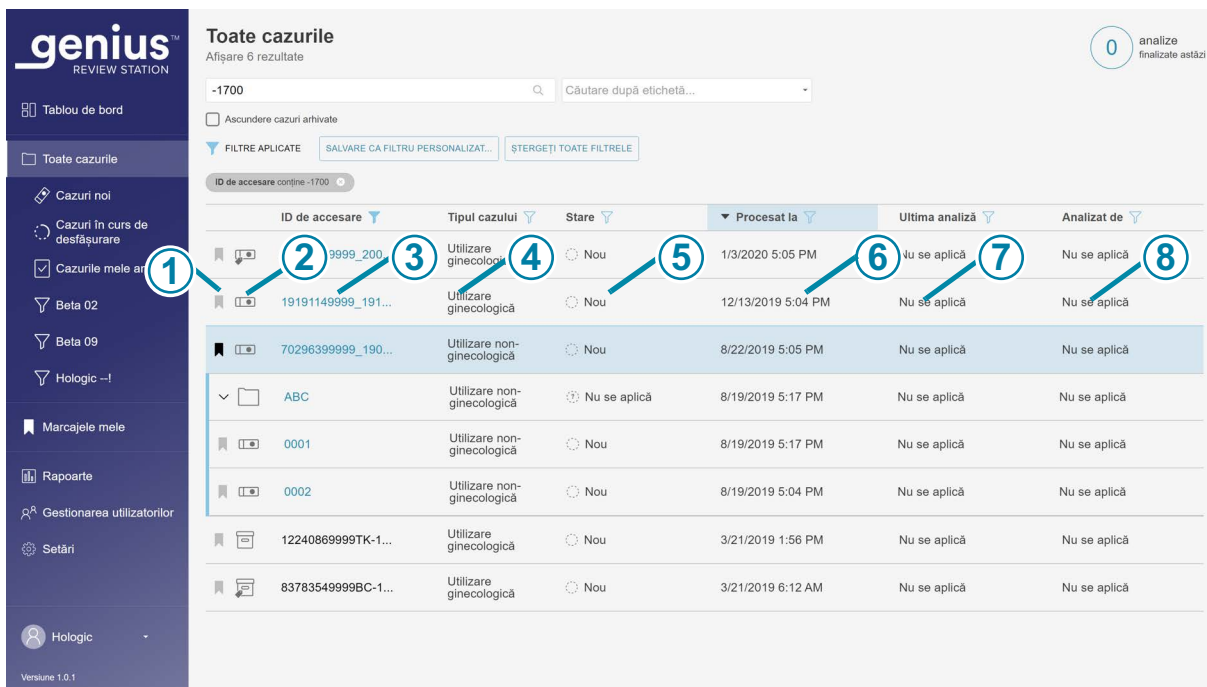 genius™
REVIEW STATION
Tablou de bord
Toate cazurile
Cazuri noi
Cazuri în curs de
desfășurare
Cazurile mele
Beta 02
Beta 09
Hologic --!
Marcajele mele
Rapoarte
Gestionarea utilizatorilor
Setări
Hologic
Versiune 1.0.1
Toate cazurile
Afișare 6 rezultate
0 analize
finalizate astăzi
-1700 Căutare după etichetă...
Ascundere cazuri arhivate
FILTRE APLICATE SALVARE CA FILTRU PERSONALIZAT... ȘTERGEȚI TOATE FILTRELE
ID de accesare conține -1700
ID de accesare Tipul cazului Stare Procesat la Ultima analiză Analizat de
9999_200 Utilizare Nou 1/3/2020 5:05 PM Nu se aplică Nu se aplică
1 2 3 4 5 6 7 8
19191149999_191... Utilizare ginecologică Nou 12/13/2019 5:04 PM Nu se aplică Nu se aplică
70296399999_190... Utilizare non-ginecologică Nou 8/22/2019 5:05 PM Nu se aplică Nu se aplică
ABC Utilizare non-ginecologică Nu se aplică 8/19/2019 5:17 PM Nu se aplică Nu se aplică
0001 Utilizare non-ginecologică Nou 8/19/2019 5:17 PM Nu se aplică Nu se aplică
0002 Utilizare non-ginecologică Nou 8/19/2019 5:04 PM Nu se aplică Nu se aplică
12240869999TK-1... Utilizare ginecologică Nou 3/21/2019 1:56 PM Nu se aplică Nu se aplică
83783549999BC-1... Utilizare ginecologică Nou 3/21/2019 6:12 AM Nu se aplică Nu se aplică